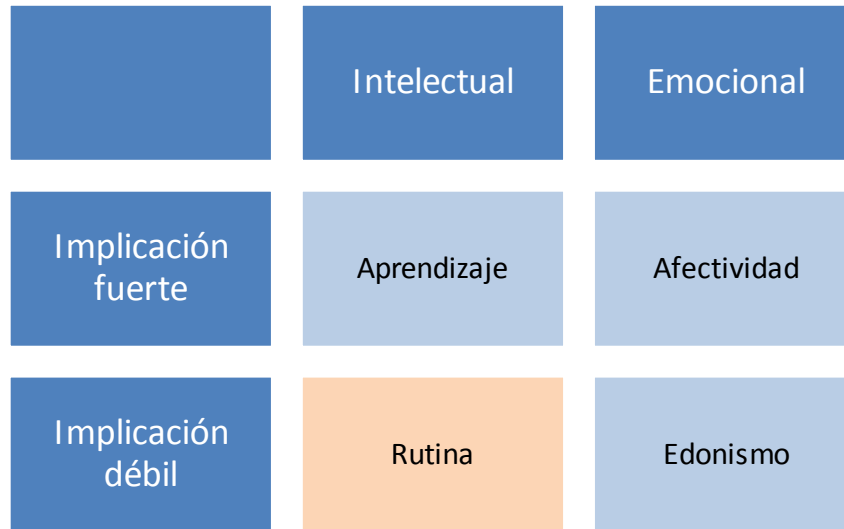 Intelectual
Emocional
Implicación
fuerte
Aprendizaje
Afectividad
Implicación
débil
Rutina
Edonismo